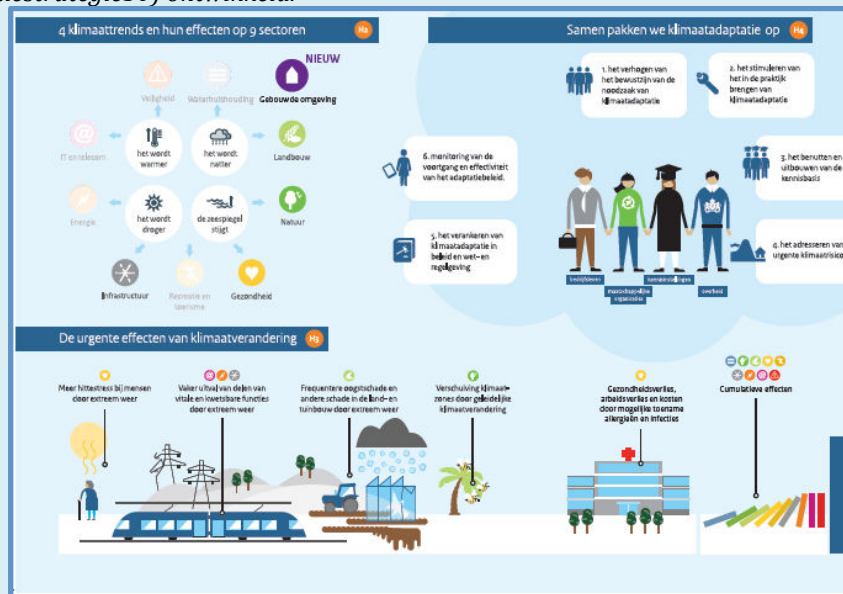 4 klimaattrends en hun effecten op 9 sectoren H2
NIEUW
Veiligheid
Waterhuishouding
Gebouwde omgeving
IT en telecom
het wordt
warmer
het wordt
natter
Landbouw
Energie
het wordt
droger
de zeespiegel
stijgt
Natuur
Infrastructuur
Recreatie en
toerisme
Gezondheid
Samen pakken we klimaatadaptatie op H4
1. het verhogen van
het bewustzijn van de
noodzaak van
klimaatadaptatie
2. het stimuleren van
het in de praktijk
brengen van
klimaatadaptatie
3. het benutten en
uitbouwen van de
kennisbasis
4. het adresseren van
urgente klimaatrisico
5. het verankeren van
klimaatadaptatie in
beleid en wet- en
regelgeving
6. monitoring van de
voortgang en effectiviteit
van het adaptatiebeleid.
bedrijfsleven
maatschappelijke
organisaties
kennisinstellingen
overheid
De urgente effecten van klimaatverandering H3
Meer hittestress bij mensen
door extreem weer
Vaker uitval van delen van
vitale en kwetsbare functies
door extreem weer
Frequentere oogstschade en
andere schade in de land- en
tuinbouw door extreem weer
Verschuiving klimaat-
zones door geleidelijke
klimaatverandering
Gezondheidsverlies,
arbeidsverlies en kosten
door mogelijke toename
allergieën en infecties
Cumulatieve effecten